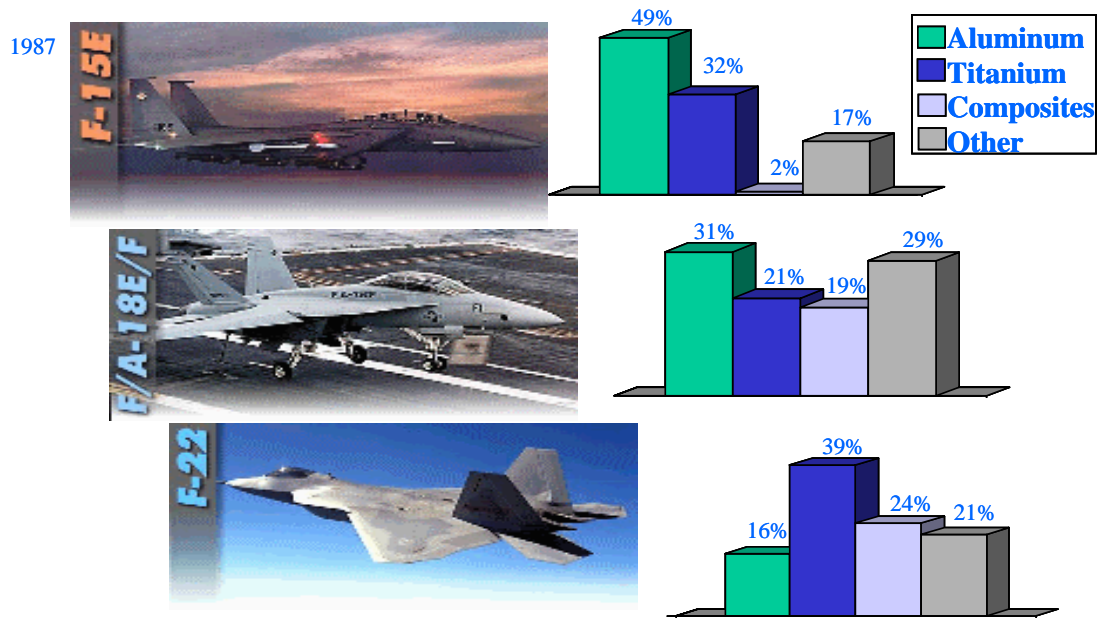 1987
F-15E
49%
32%
2%
17%
Aluminum
Titanium
Composites
Other
F/A-18E/F
31%
21%
19%
29%
F-22
16%
39%
24%
21%